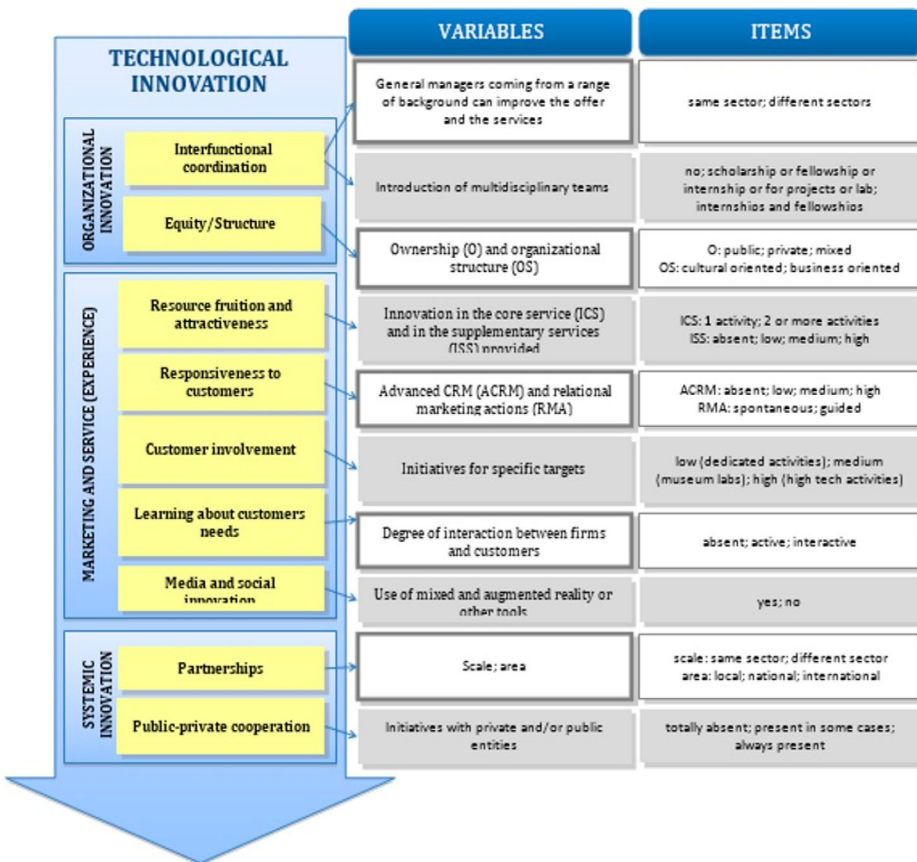 TECHNOLOGICAL
INNOVATION
VARIABLES
ITEMS
ORGANIZATIONAL
INNOVATION
Interfunctional
coordination
General managers coming from a range
of background can improve the offer
and the services
same sector; different sectors
Introduction of multidisciplinary teams
no; scholarship or fellowship or
internship or for projects or lab;
internships and fellowships
Equity/Structure
Ownership (O) and organizational
structure (OS)
O: public; private; mixed
OS: cultural oriented; business oriented
MARKETING AND SERVICE (EXPERIENCE)
Resource fruition and
attractiveness
Innovation in the core service (ICS)
and in the supplementary services
(ISS) provided
ICS: 1 activity; 2 or more activities
ISS: absent; low; medium; high
Responsiveness to
customers
Advanced CRM (ACRM) and relational
marketing actions (RMA)
ACRM: absent; low; medium; high
RMA: spontaneous; guided
Customer involvement
Initiatives for specific targets
low (dedicated activities); medium
(museum labs); high (high tech activities)
Learning about customers
needs
Degree of interaction between firms
and customers
absent; active; interactive
Media and social
innovation
Use of mixed and augmented reality or
other tools
yes; no
SYSTEMIC
INNOVATION
Partnerships
Scale; area
scale: same sector; different sector
area: local; national; international
Public-private cooperation
Initiatives with private and/or public
entities
totally absent; present in some cases;
always present